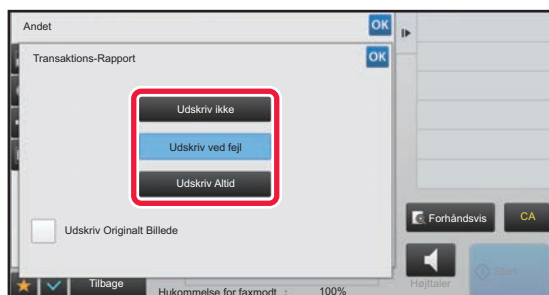 Andet
OK
Transaktions-Rapport
OK
Udskriv ikke
Udskriv ved fejl
Udskriv Altid
Udskriv Originalt Billede
Forhåndsvis
CA
Højttaler
Start
Tilbage
Hukommelse for faxmodt : 100%